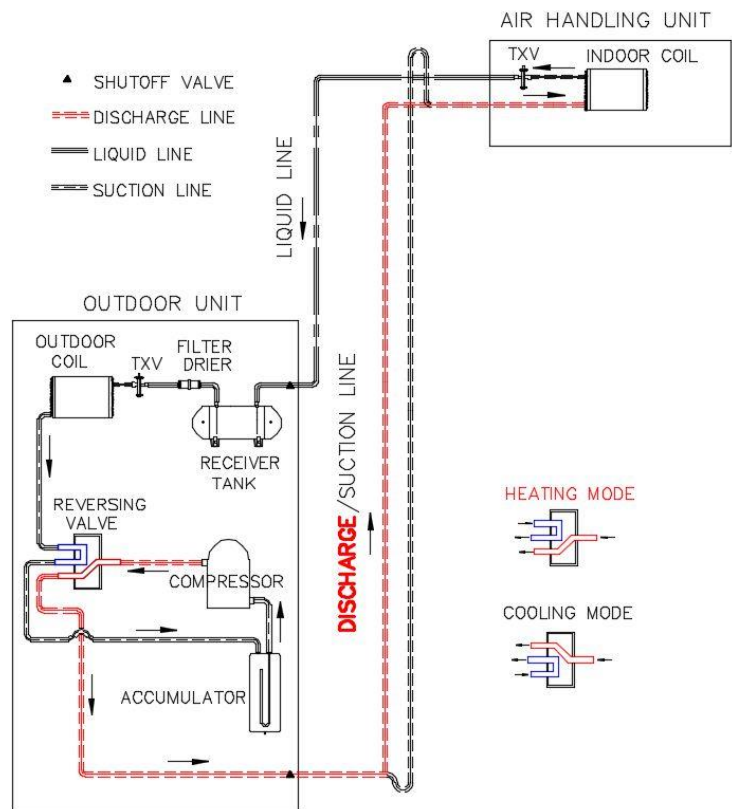 AIR HANDLING UNIT
TXV
INDOOR COIL
SHUTOFF VALVE
DISCHARGE LINE
LIQUID LINE
SUCTION LINE
LIQUID LINE
OUTDOOR UNIT
OUTDOOR
COIL
TXV
FILTER
DRIER
RECEIVER
TANK
DISCHARGE/SUCTION LINE
REVERSING
VALVE
COMPRESSOR
ACCUMULATOR
HEATING MODE
COOLING MODE